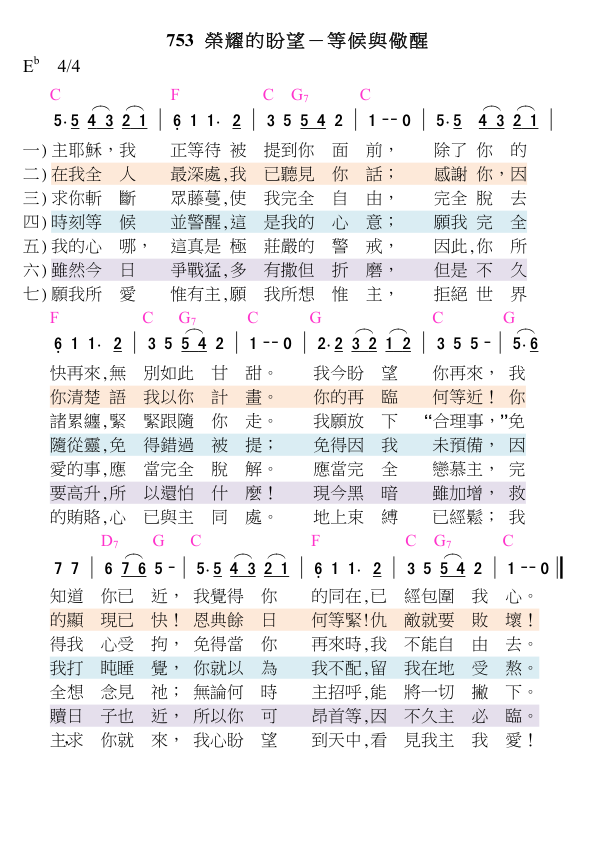 753 榮耀的盼望－等候與儆醒
E♭ 4/4
C F C G7 C
5· 5 4 3 2 1 | 6 1 1· 2 | 3 5 5 4 2 | 1 -- 0 | 5· 5 4 3 2 1 |
一) 主耶穌，我 正等待 被 提到你 面 前， 除了 你 的
二) 在我全 人 最深處,我 已聽見 你 話； 感謝 你，因
三) 求你斬 斷 眾藤蔓,使 我完全 自 由， 完全 脫 去
四) 時刻等 候 並警醒,這 是我的 心 意； 願我 完 全
五) 我的心 哪， 這真是 極 莊嚴的 警 戒， 因此,你 所
六) 雖然今 日 爭戰猛,多 有撒但 折 磨， 但是 不 久
七) 願我所 愛 惟有主,願 我所想 惟 主， 拒絕 世 界
F C G7 C G C G
6 1 1· 2 | 3 5 5 4 2 | 1 -- 0 | 2· 2 3 2 1 2 | 3 5 5 - | 5· 6
快再來,無 別如此 甘 甜。 我今盼 望 你再來， 我
你清楚 語 我以你 計 畫。 你的再 臨 何等近！ 你
諸累纏,緊 緊跟隨 你 走。 我願放 下 “合理事，”免
隨從靈,免 得錯過 被 提； 免得因 我 未預備， 因
愛的事,應 當完全 脫 解。 應當完 全 戀慕主， 完
要高升,所 以還怕 什 麼！ 現今黑 暗 雖加增， 救
的賄賂,心 已與主 同 處。 地上束 縛 已經鬆； 我
D7 G C F C G7 C
7 7 | 6 7 6 5 - | 5· 5 4 3 2 1 | 6 1 1· 2 | 3 5 5 4 2 | 1 -- 0 ‖
知道 你已 近， 我覺得 你 的同在,已 經包圍 我 心。
的顯 現已 快！ 恩典餘 日 何等緊!仇 敵就要 敗 壞！
得我 心受 拘， 免得當 你 再來時,我 不能自 由 去。
我打 盹睡 覺， 你就以 為 我不配,留 我在地 受 熬。
全想 念見 祂； 無論何 時 主招呼,能 將一切 撇 下。
贖日 子也 近， 所以你 可 昂首等,因 不久主 必 臨。
主求 你就 來， 我心盼 望 到天中,看 見我主 我 愛！